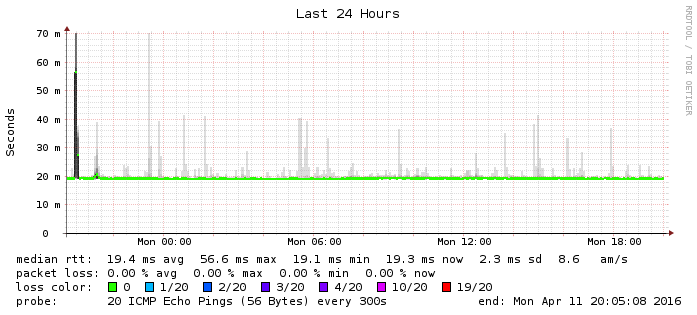 Last 24 Hours
RRDTOOL / TOBI OETIKER
Seconds
70 m
60 m
50 m
40 m
30 m
20 m
10 m
0
Mon 00:00 Mon 06:00 Mon 12:00 Mon 18:00
median rtt: 19.4 ms avg 56.6 ms max 19.1 ms min 19.3 ms now 2.3 ms sd 8.6 am/s
packet loss: 0.00 % avg 0.00 % max 0.00 % min 0.00 % now
loss color: 0 1/20 2/20 3/20 4/20 10/20 19/20
probe: 20 ICMP Echo Pings (56 Bytes) every 300s end: Mon Apr 11 20:05:08 2016